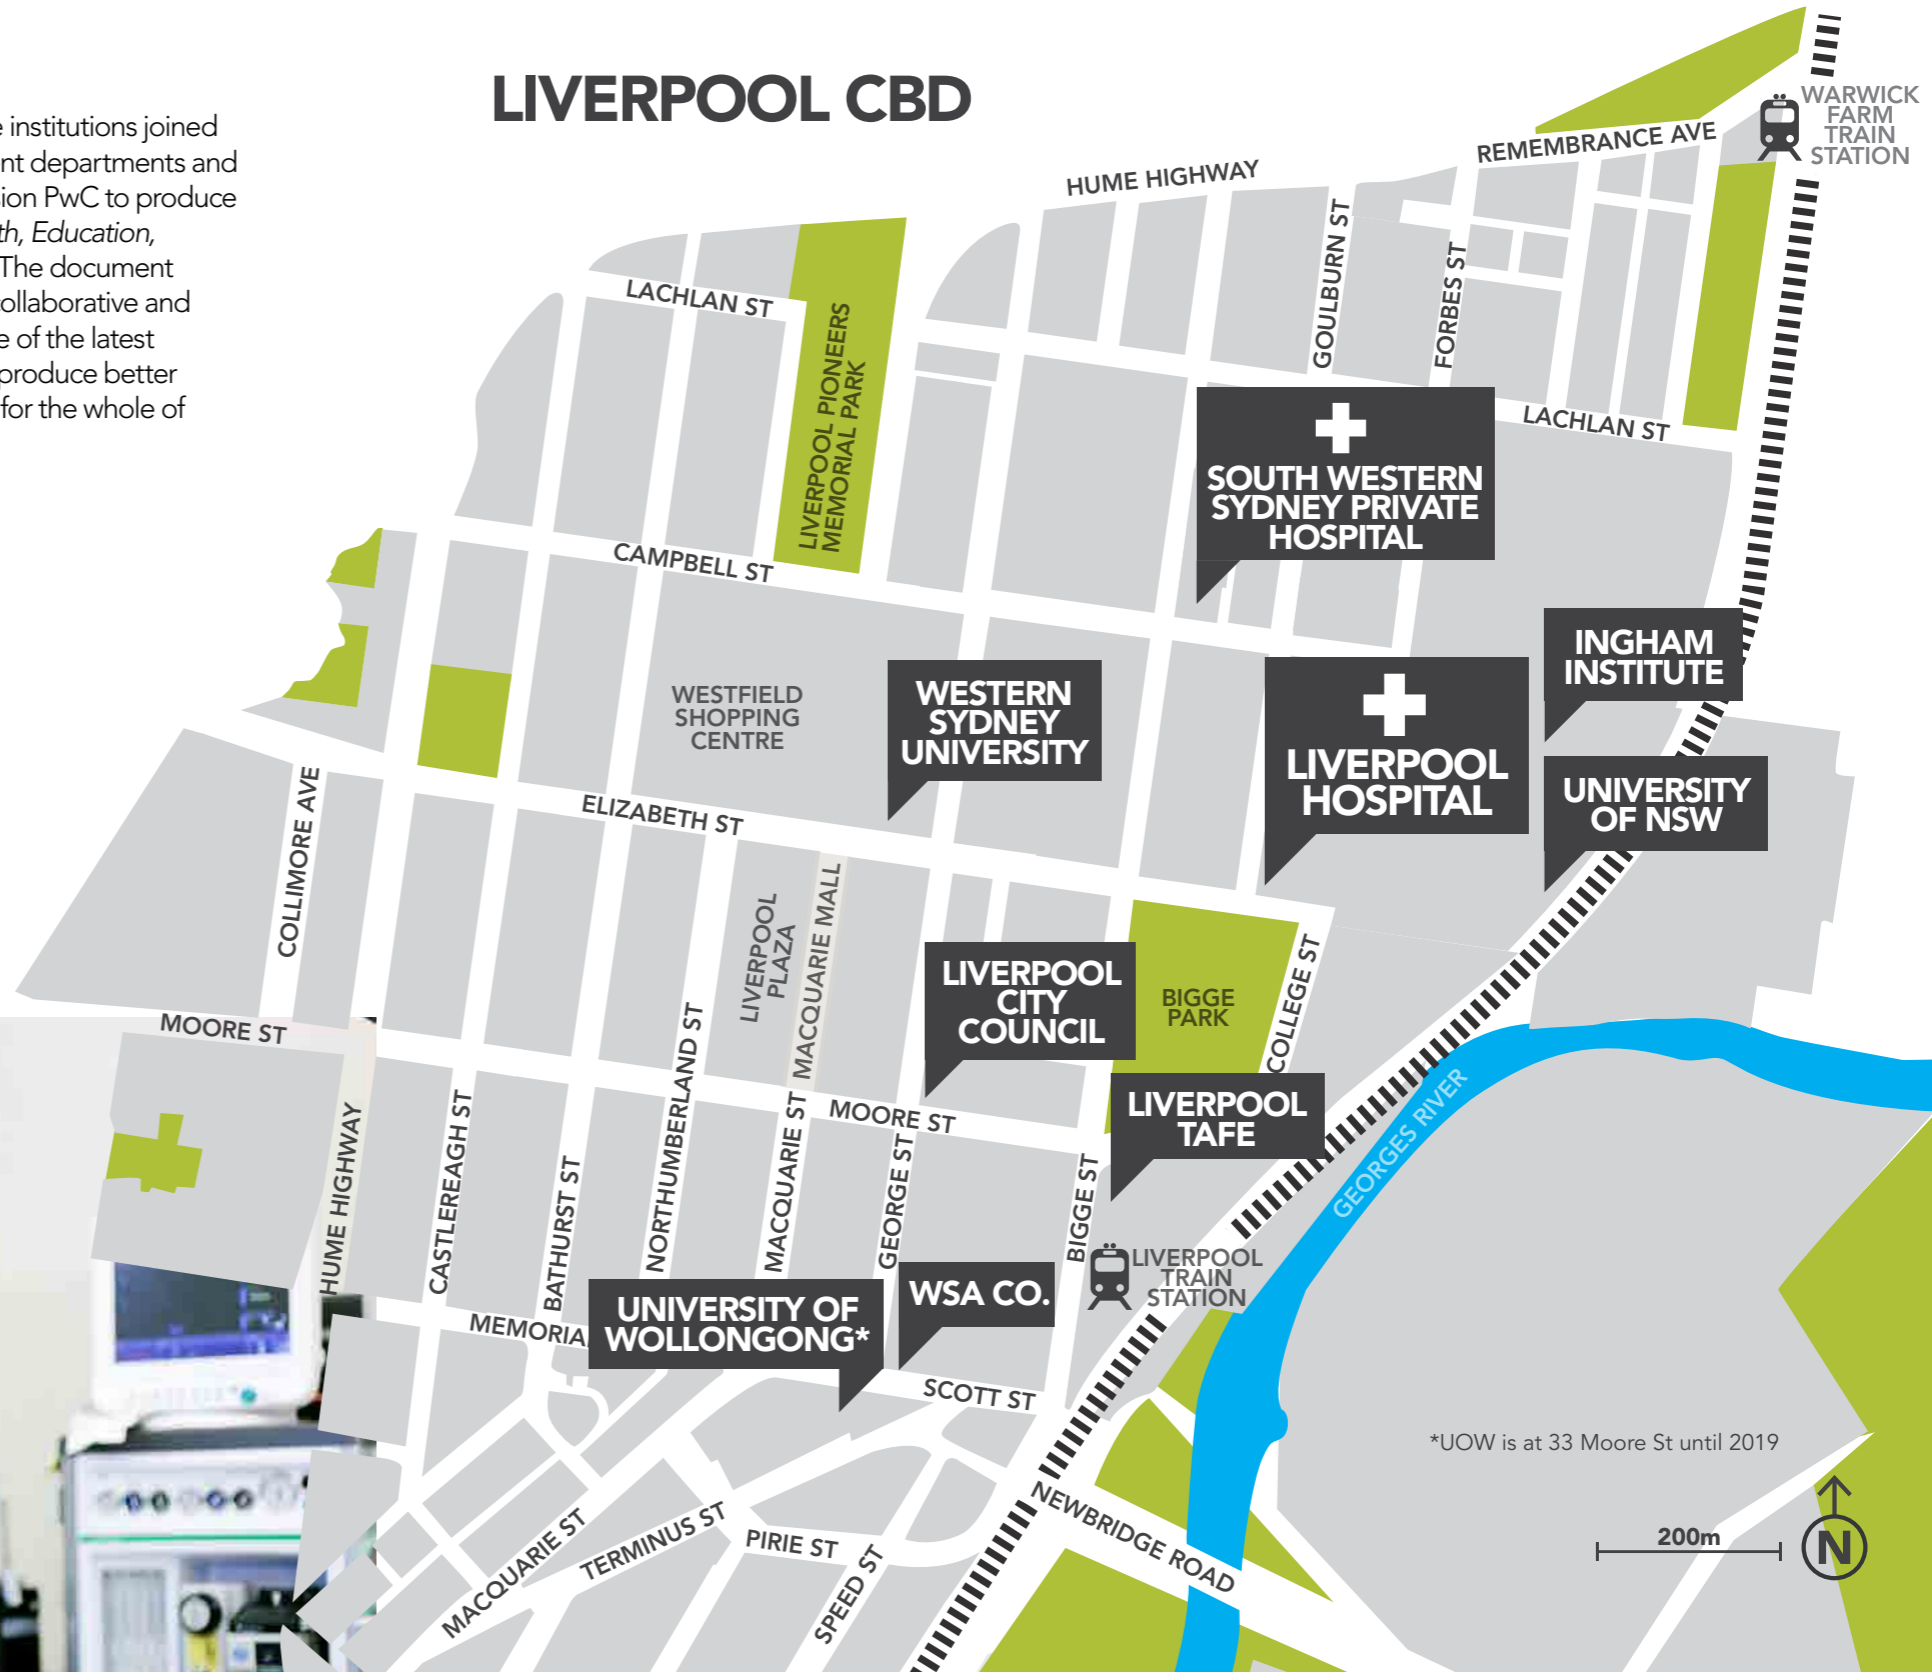 LIVERPOOL CBD
institutions joined
nt departments and
ion PwC to produce
th, Education,
The document
collaborative and
e of the latest
produce better
for the whole of
WARWICK
FARM
TRAIN
STATION
REMEMBRANCE AVE
HUME HIGHWAY
GOULBURN ST
FORBES ST
LACHLAN ST
LIVERPOOL PIONEERS
MEMORIAL PARK
LACHLAN ST
SOUTH WESTERN
SYDNEY PRIVATE
HOSPITAL
CAMPBELL ST
INGHAM
INSTITUTE
WESTFIELD
SHOPPING
CENTRE
WESTERN
SYDNEY
UNIVERSITY
LIVERPOOL
HOSPITAL
UNIVERSITY
OF NSW
COLLIMORE AVE
ELIZABETH ST
LIVERPOOL
PLAZA
MACQUARIE MALL
LIVERPOOL
CITY
COUNCIL
BIGGE
PARK
COLLEGE ST
MOORE ST
MOORE ST
LIVERPOOL
TAFE
GEORGES RIVER
HUME HIGHWAY
CASTLEREAGH ST
BATHURST ST
NORTHUMBERLAND ST
MACQUARIE ST
GEORGE ST
BIGGE ST
LIVERPOOL
TRAIN
STATION
MEMORIA
UNIVERSITY OF
WOLLONGONG*
WSA CO.
SCOTT ST
*UOW is at 33 Moore St until 2019
NEWBRIDGE ROAD
MACQUARIE ST
TERMINUS ST
PIRIE ST
SPEED ST
200m
N